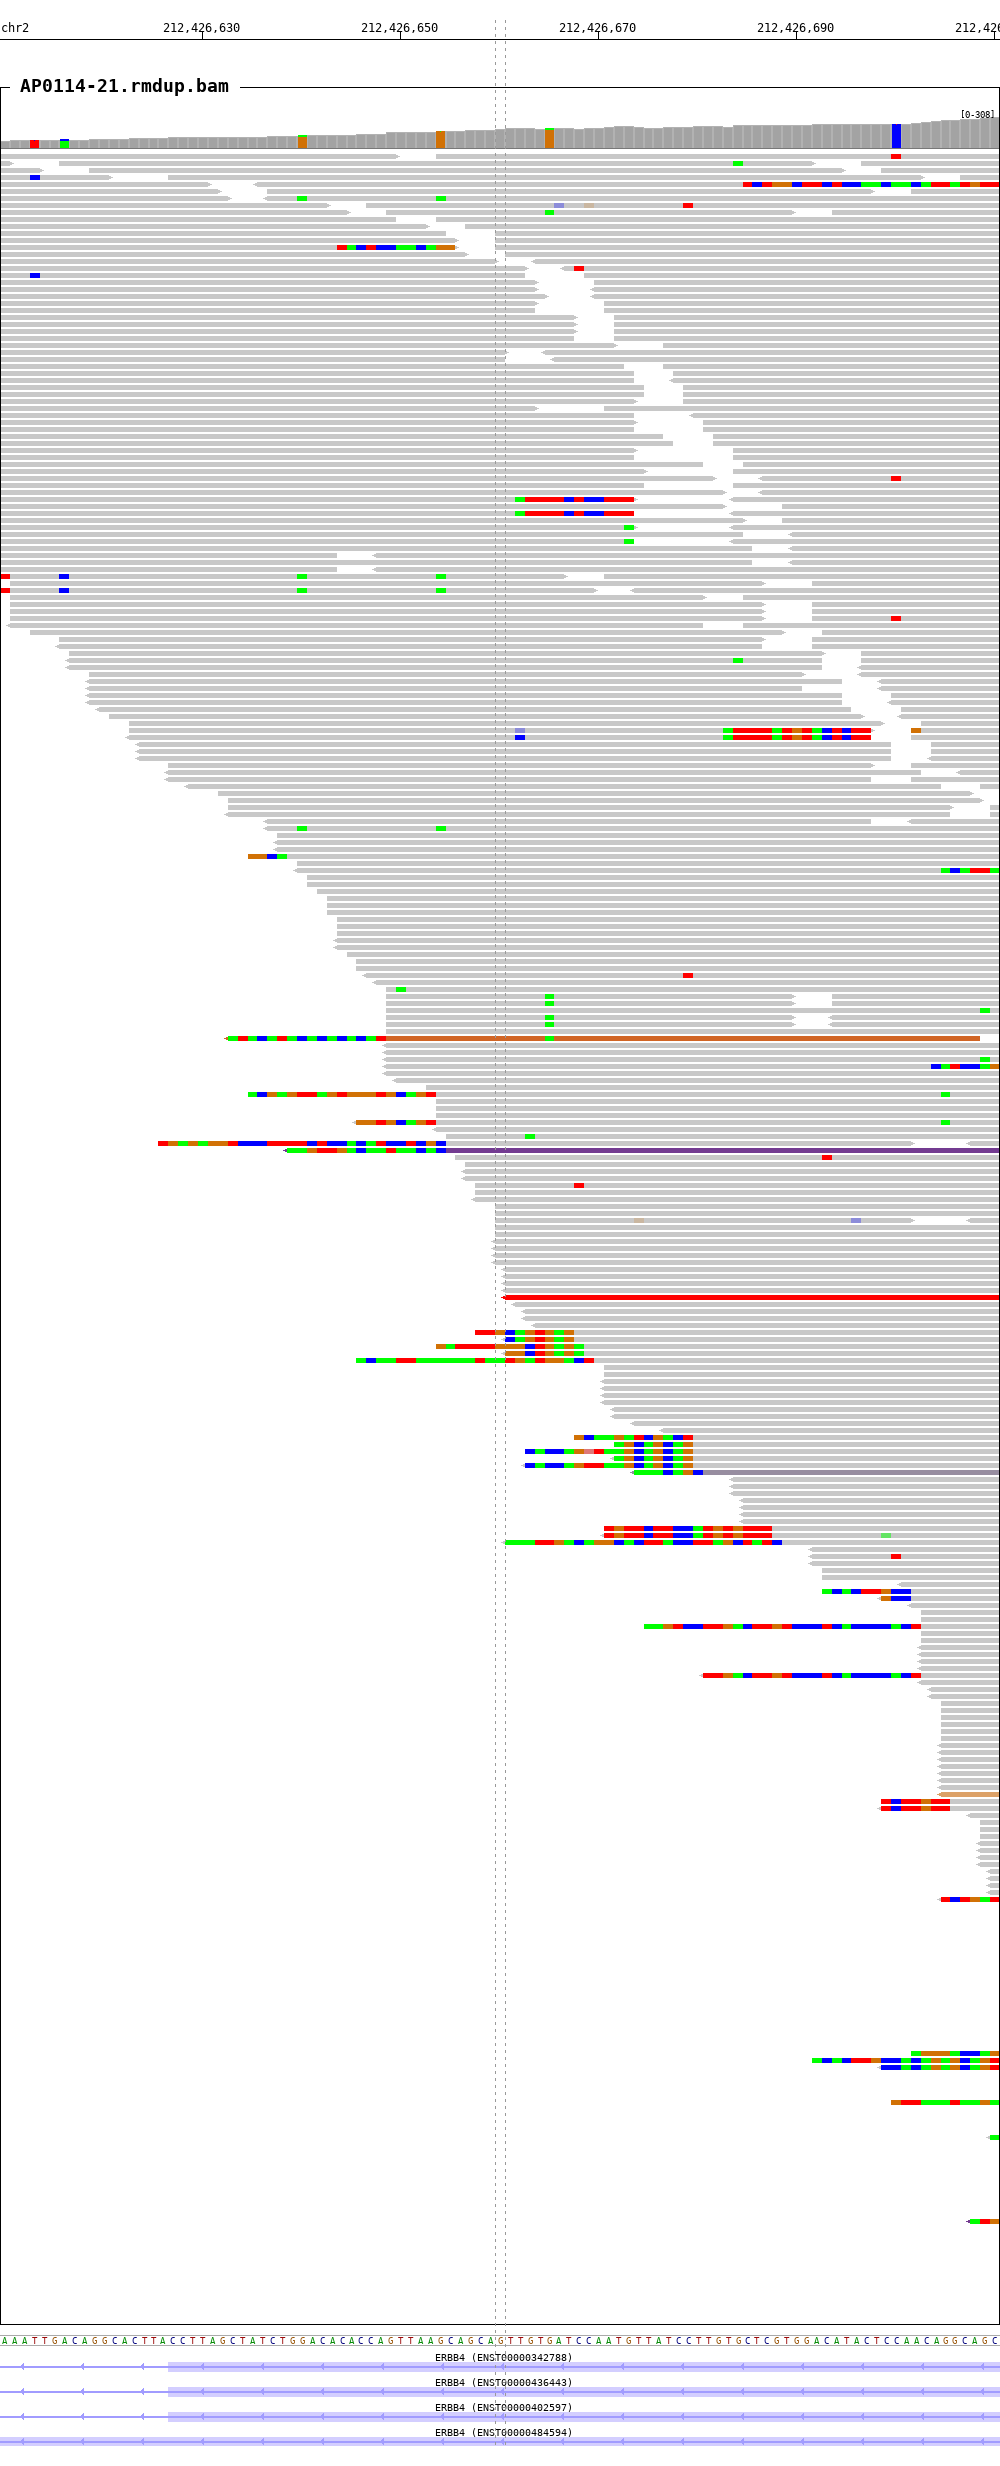 chr2 212,426,630 212,426,650 212,426,670 212,426,690 212,426
AP0114-21.rmdup.bam
[0-308]
AAATTGACAGGCACTTACCTTAGCTATCTGGACACACCAGTTAAGCAGCAGTTGTGATCCAATGTTATCCTTGTGCTCGTGGACATACTCCAACAGGCAGC
ERBB4 (ENST00000342788)
ERBB4 (ENST00000436443)
ERBB4 (ENST00000402597)
ERBB4 (ENST00000484594)